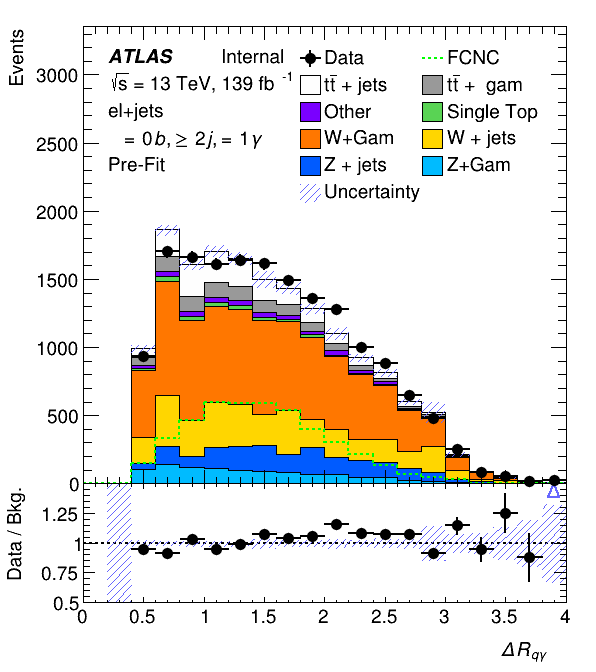 Events
3000
2500
2000
1500
1000
500
0
ATLAS Internal
√s = 13 TeV, 139 fb⁻¹
el+jets
= 0b, ≥ 2j, = 1γ
Pre-Fit
Data FCNC
tt̄ + jets tt̄ + gam
Other Single Top
W+Gam W + jets
Z + jets Z+Gam
Uncertainty
Data / Bkg.
1.25
1
0.75
0.5
0 0.5 1 1.5 2 2.5 3 3.5 4
ΔR_qγ